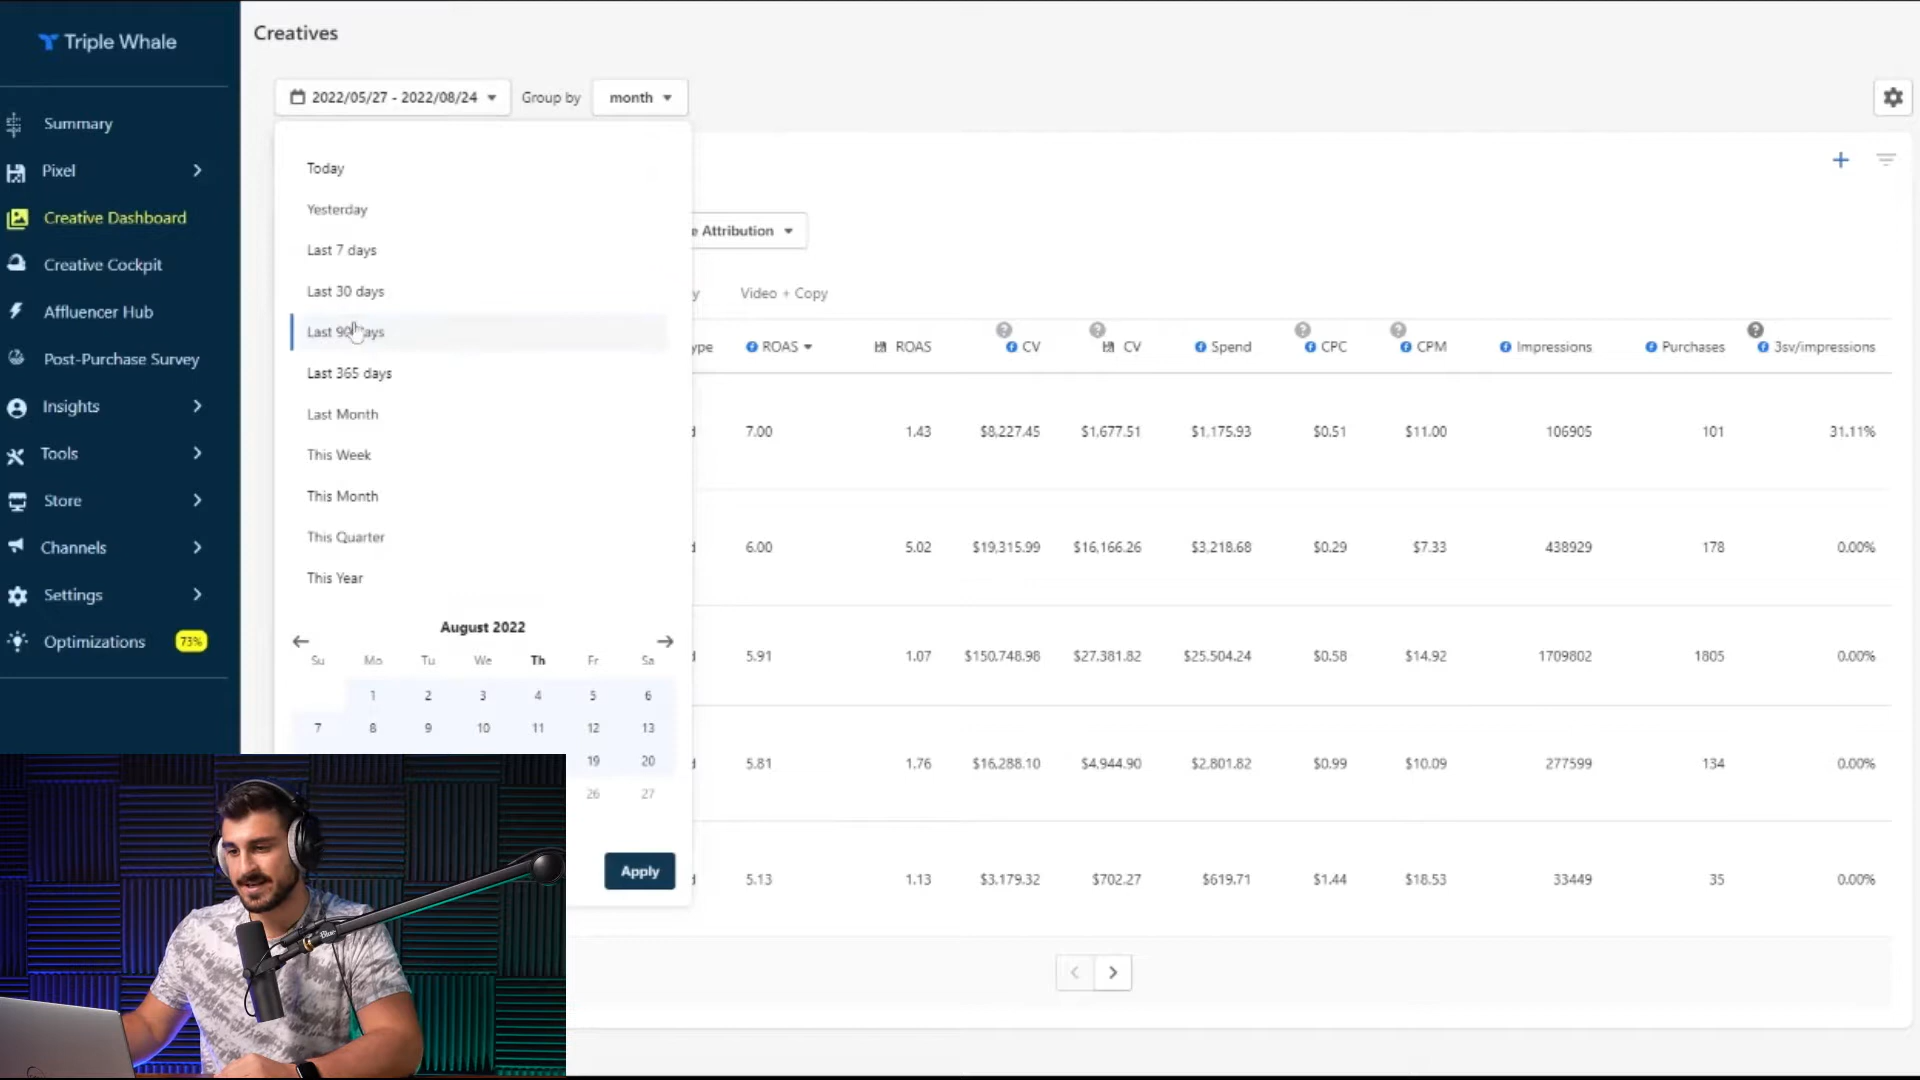 Triple Whale
Creatives
2022/05/27 - 2022/08/24
Group by
month
Summary
Pixel
Creative Dashboard
Creative Cockpit
Affluencer Hub
Post-Purchase Survey
Insights
Tools
Store
Channels
Settings
Optimizations 73%
Today
Yesterday
Last 7 days
Last 30 days
Last 90 days
Last 365 days
Last Month
This Week
This Month
This Quarter
This Year
August 2022
Su Mo Tu We Th Fr Sa
1 2 3 4 5 6
7 8 9 10 11 12 13
19 20
26 27
Apply
e Attribution
y Video + Copy
ype ROAS ROAS CV CV Spend CPC CPM Impressions Purchases 3sv/impressions
d 7.00 1.43 $8,227.45 $1,677.51 $1,175.93 $0.51 $11.00 106905 101 31.11%
d 6.00 5.02 $19,315.99 $16,166.26 $3,218.68 $0.29 $7.33 438929 178 0.00%
d 5.91 1.07 $150,748.98 $27,381.82 $25,504.24 $0.58 $14.92 1709802 1805 0.00%
d 5.81 1.76 $16,288.10 $4,944.90 $2,801.82 $0.99 $10.09 277599 134 0.00%
d 5.13 1.13 $3,179.32 $702.27 $619.71 $1.44 $18.53 33449 35 0.00%
Blue